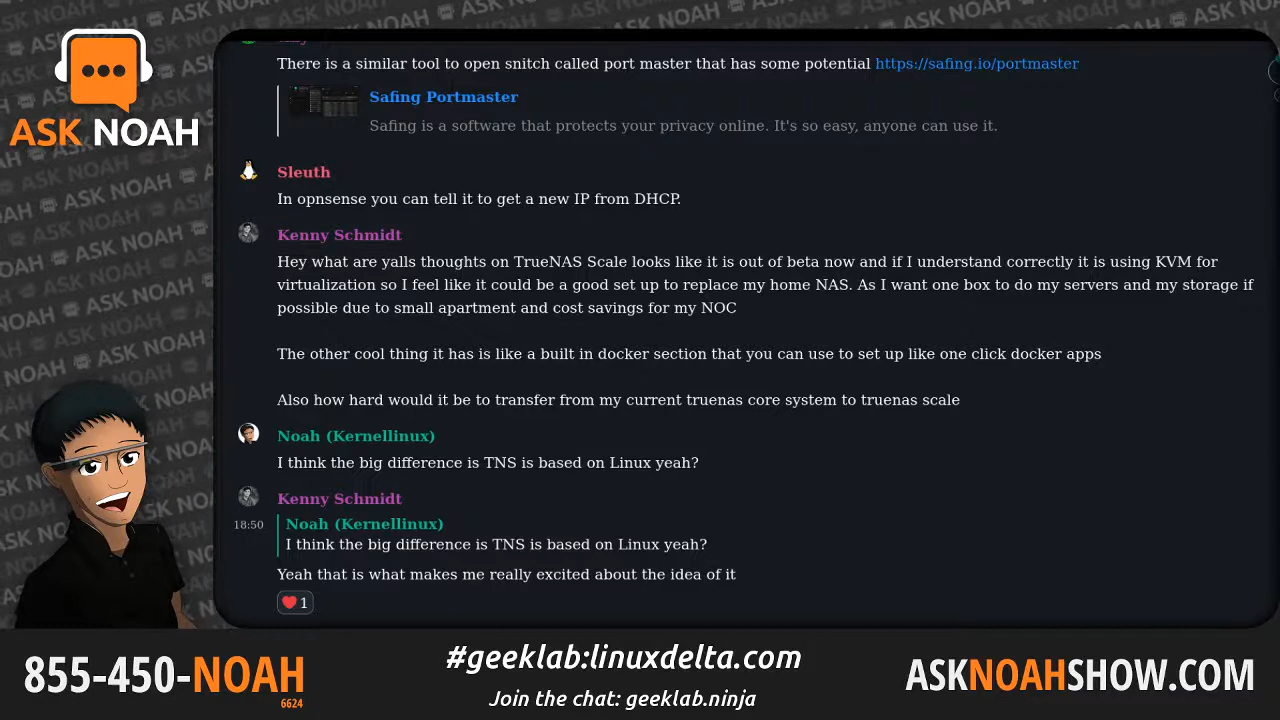 ASK NOAH
There is a similar tool to open snitch called port master that has some potential https://safing.io/portmaster
Safing Portmaster
Safing is a software that protects your privacy online. It's so easy, anyone can use it.
Sleuth
In opnsense you can tell it to get a new IP from DHCP.
Kenny Schmidt
Hey what are yalls thoughts on TrueNAS Scale looks like it is out of beta now and if I understand correctly it is using KVM for
virtualization so I feel like it could be a good set up to replace my home NAS. As I want one box to do my servers and my storage if
possible due to small apartment and cost savings for my NOC
The other cool thing it has is like a built in docker section that you can use to set up like one click docker apps
Also how hard would it be to transfer from my current truenas core system to truenas scale
Noah (Kernellinux)
I think the big difference is TNS is based on Linux yeah?
Kenny Schmidt
18:50
Noah (Kernellinux)
I think the big difference is TNS is based on Linux yeah?
Yeah that is what makes me really excited about the idea of it
1
855-450-NOAH
6624
#geeklab:linuxdelta.com
Join the chat: geeklab.ninja
ASKNOAHSHOW.COM